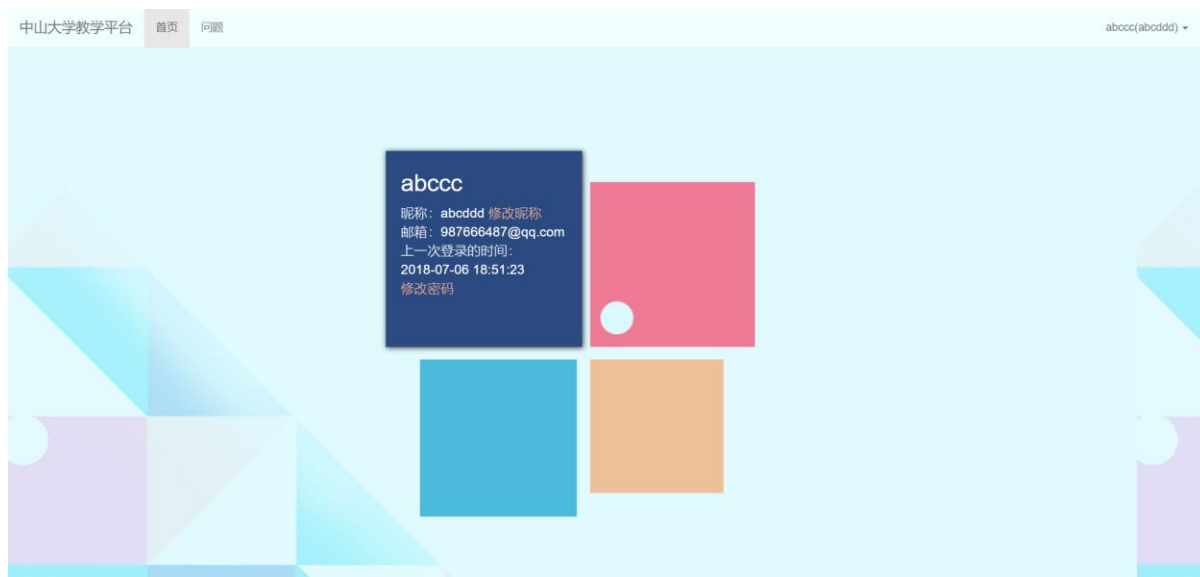 中山大学教学平台 首页 问题 abccc(abcddd)
abccc
昵称：abcddd 修改昵称
邮箱：987666487@qq.com
上一次登录的时间：
2018-07-06 18:51:23
修改密码